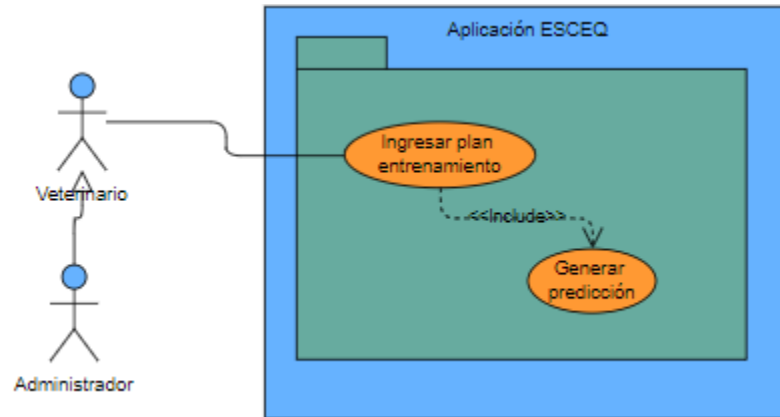 Aplicación ESCEQ
Ingresar plan
entrenamiento
Veterinario
<<Include>>
Generar
predicción
Administrador